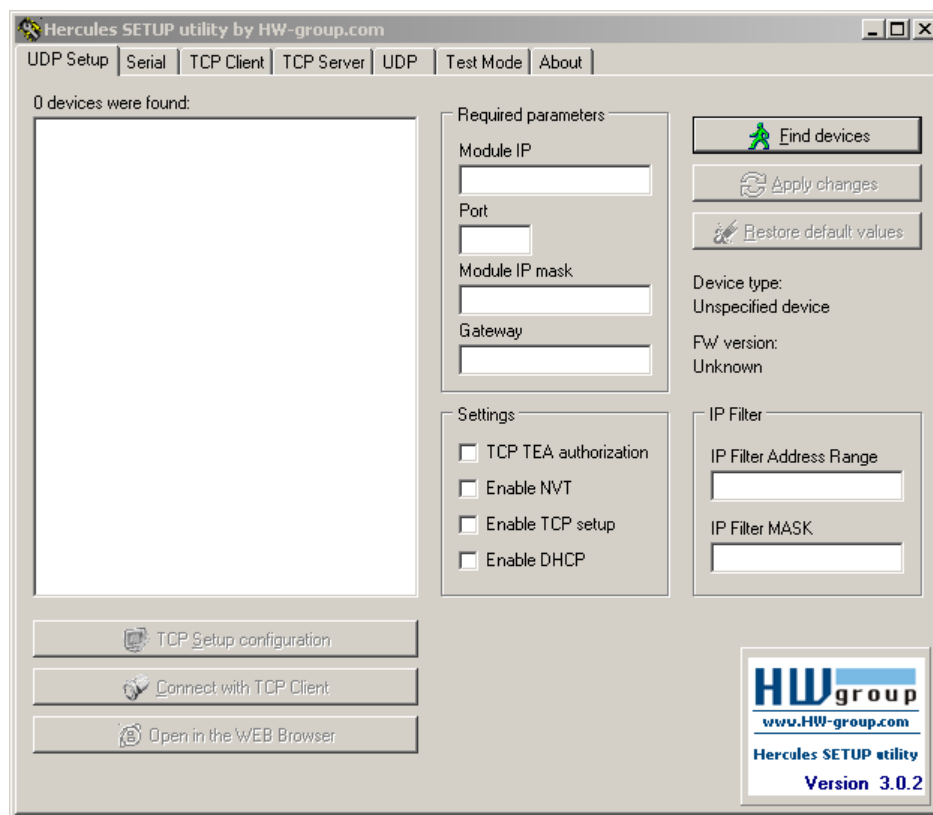 Hercules SETUP utility by HW-group.com
UDP Setup Serial TCP Client TCP Server UDP Test Mode About
0 devices were found:
Required parameters
Module IP
Port
Module IP mask
Gateway
Find devices
Apply changes
Restore default values
Device type:
Unspecified device
FW version:
Unknown
Settings
TCP TEA authorization
Enable NVT
Enable TCP setup
Enable DHCP
IP Filter
IP Filter Address Range
IP Filter MASK
TCP Setup configuration
Connect with TCP Client
Open in the WEB Browser
HW group
www.HW-group.com
Hercules SETUP utility
Version 3.0.2